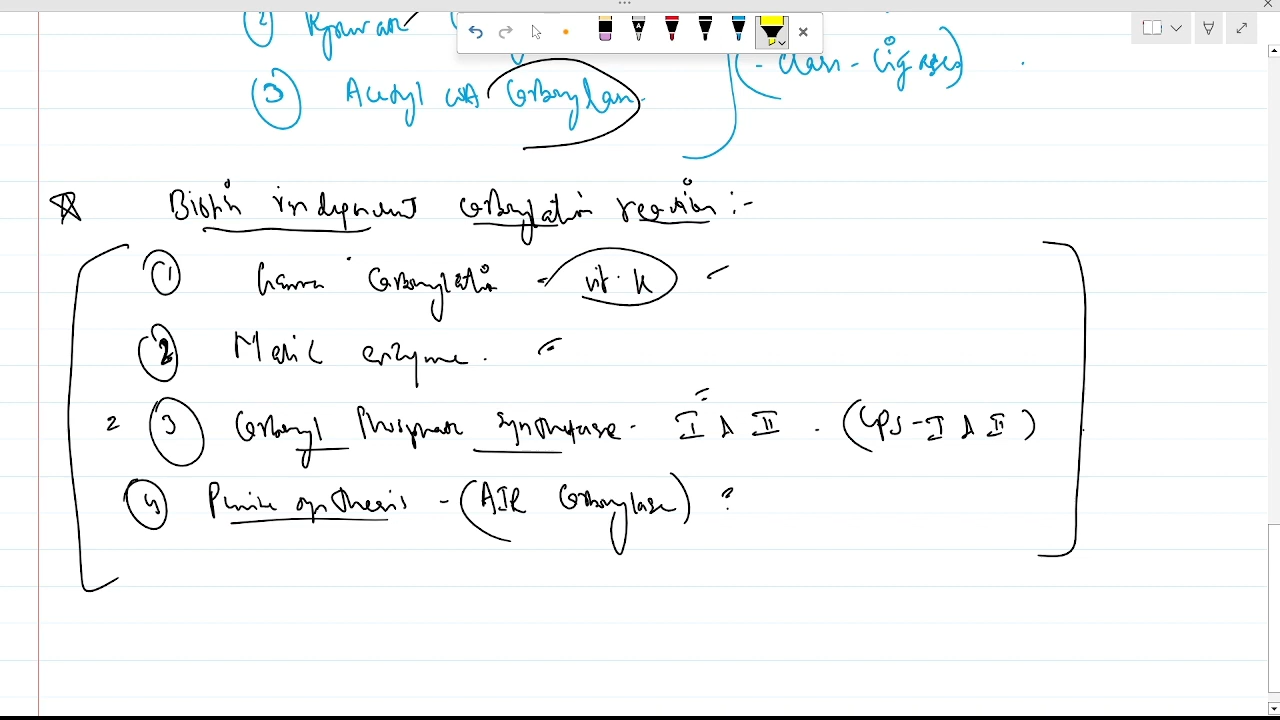 ② Pyruvate
③ Acetyl CoA Carboxylase.
- Class - Ligases)
Biotin independent Carboxylation reaction :-
① Gamma Carboxylation - vit. K
② Malic enzyme.
③ Carbamoyl Phosphate Synthetase - I & II. (CPS - I & II)
④ Purine synthesis - (AIR Carboxylase)